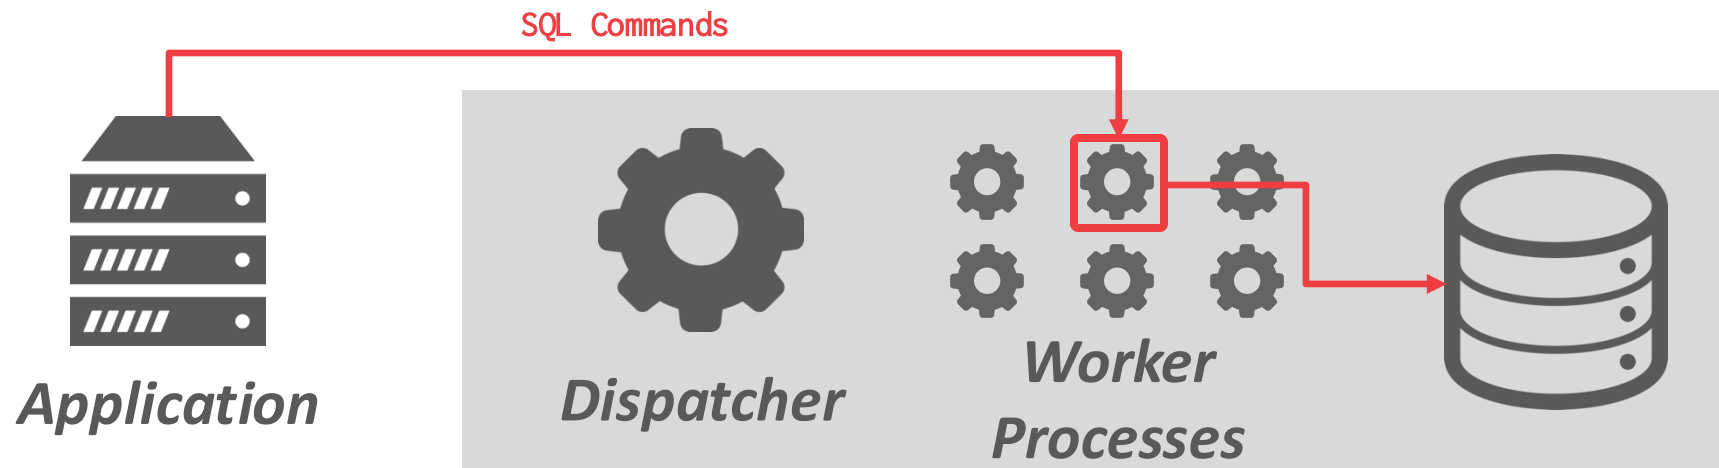 SQL Commands
Application
Dispatcher
Worker
Processes